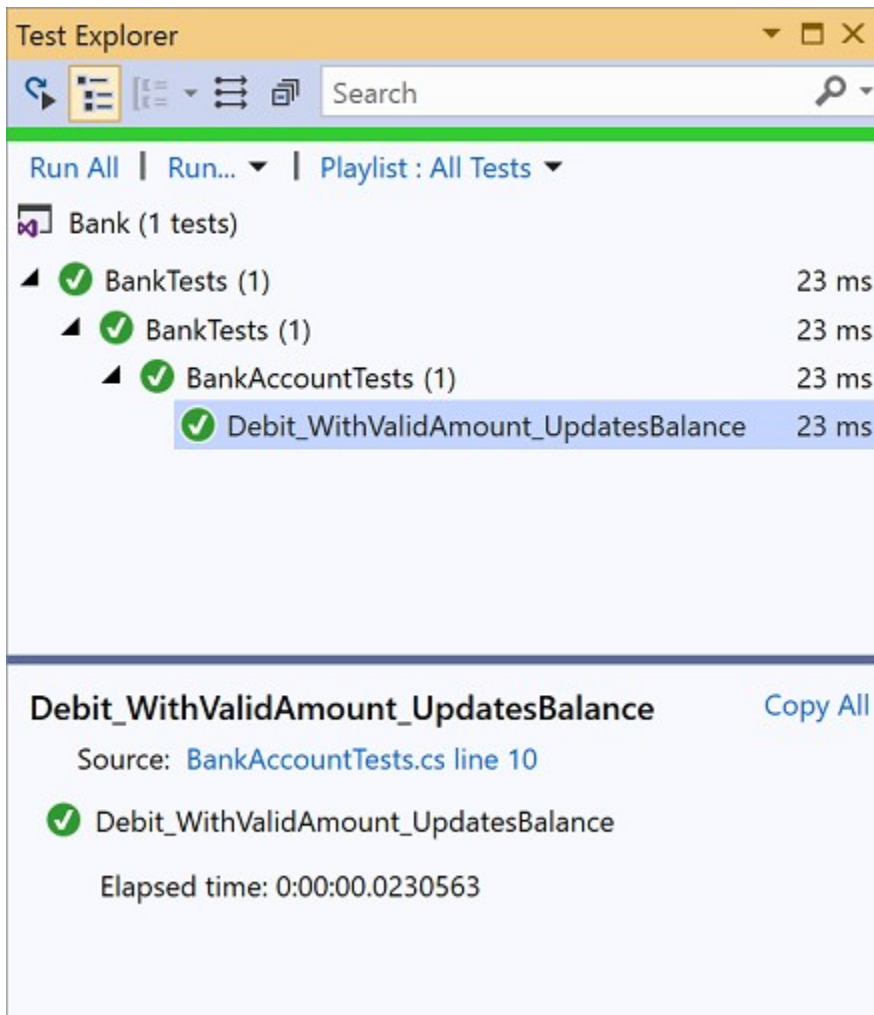 Test Explorer
Search
Run All | Run... | Playlist : All Tests
Bank (1 tests)
BankTests (1) 23 ms
BankTests (1) 23 ms
BankAccountTests (1) 23 ms
Debit_WithValidAmount_UpdatesBalance 23 ms
Debit_WithValidAmount_UpdatesBalance Copy All
Source: BankAccountTests.cs line 10
Debit_WithValidAmount_UpdatesBalance
Elapsed time: 0:00:00.0230563